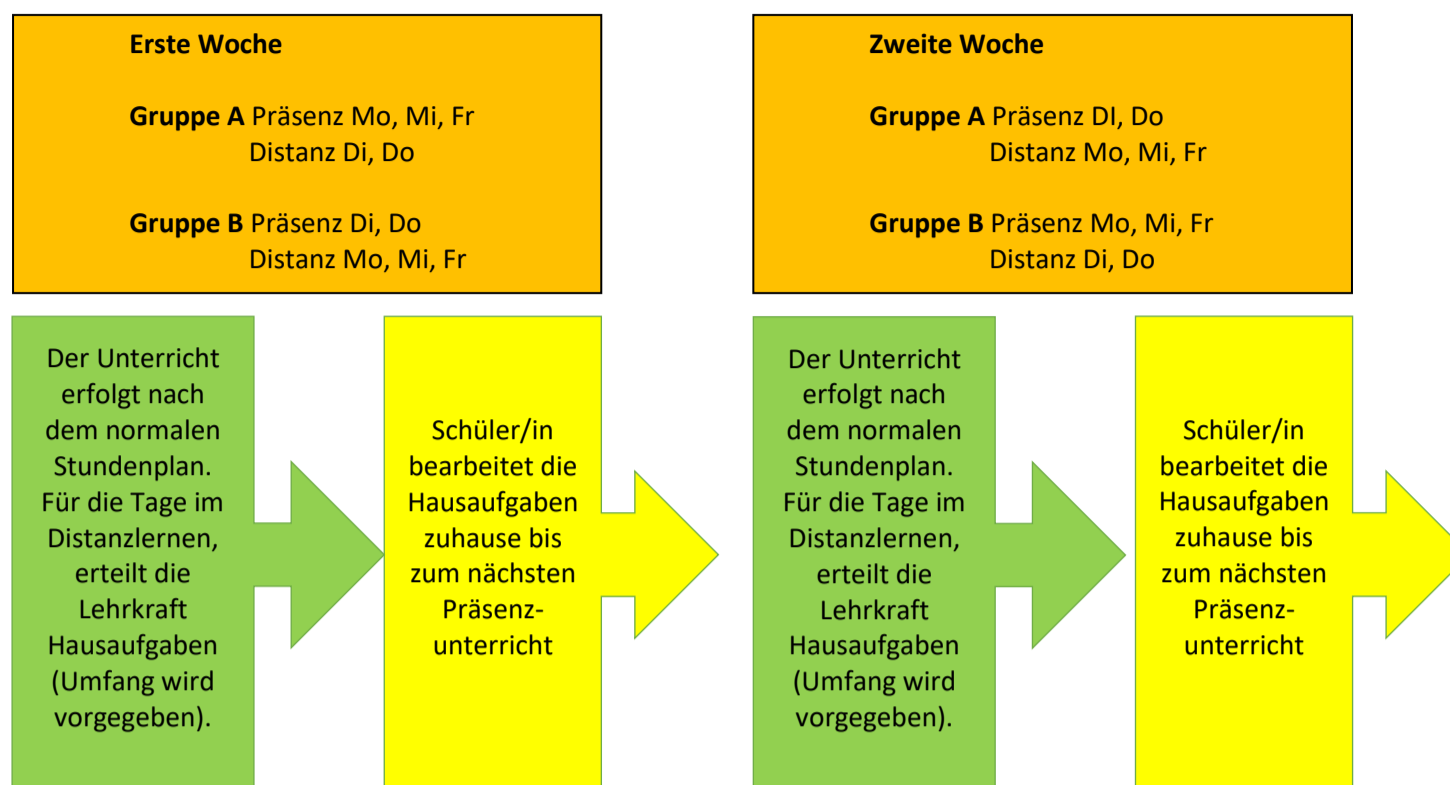 Erste Woche
Gruppe A Präsenz Mo, Mi, Fr
Distanz Di, Do
Gruppe B Präsenz Di, Do
Distanz Mo, Mi, Fr
Zweite Woche
Gruppe A Präsenz DI, Do
Distanz Mo, Mi, Fr
Gruppe B Präsenz Mo, Mi, Fr
Distanz Di, Do
Der Unterricht
erfolgt nach
dem normalen
Stundenplan.
Für die Tage im
Distanzlernen,
erteilt die
Lehrkraft
Hausaufgaben
(Umfang wird
vorgegeben).
Schüler/in
bearbeitet die
Hausaufgaben
zuhause bis
zum nächsten
Präsenz-
unterricht
Der Unterricht
erfolgt nach
dem normalen
Stundenplan.
Für die Tage im
Distanzlernen,
erteilt die
Lehrkraft
Hausaufgaben
(Umfang wird
vorgegeben).
Schüler/in
bearbeitet die
Hausaufgaben
zuhause bis
zum nächsten
Präsenz-
unterricht